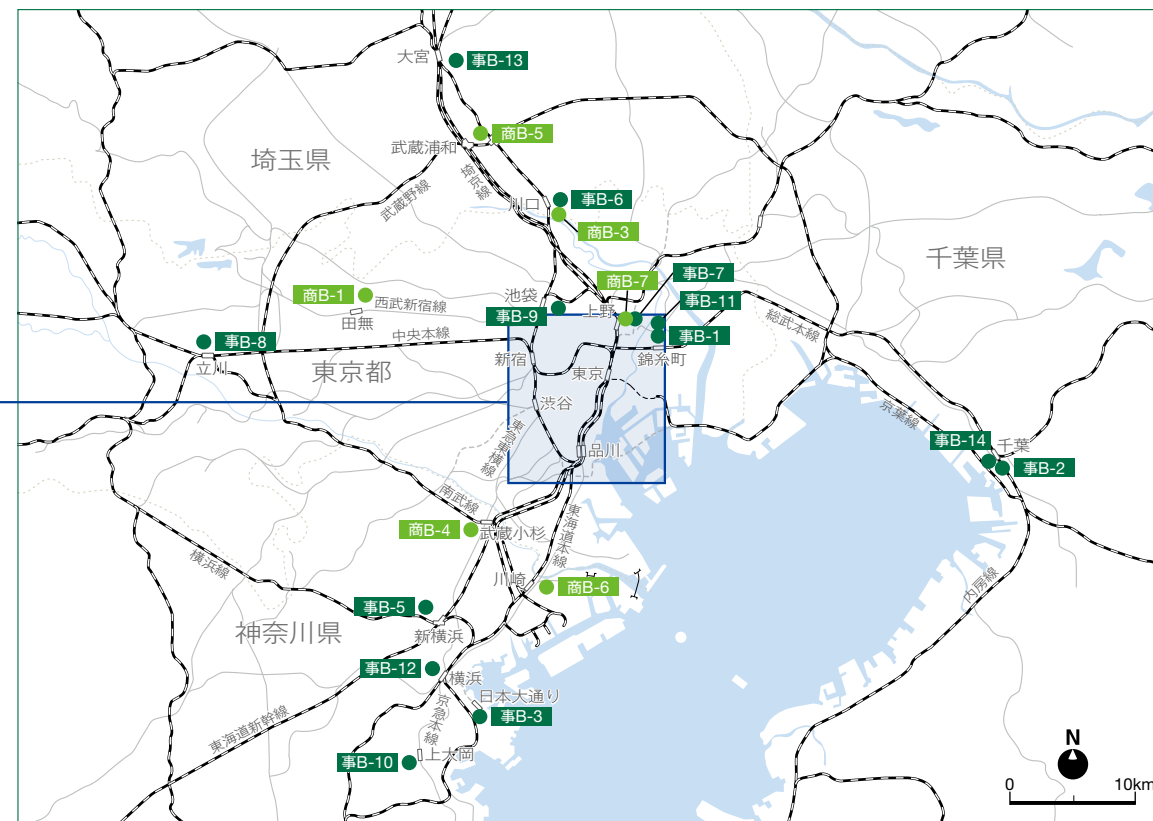 大宮
事B-13
商B-5
武蔵浦和
埼玉県
埼京線
武蔵野線
川口
事B-6
商B-3
千葉県
商B-7
事B-7
商B-1
西武新宿線
池袋
事B-11
田無
事B-9
上野
事B-1
総武本線
事B-8
中央本線
新宿
錦糸町
立川
東京都
東京
渋谷
京葉線
東急東横線
品川
事B-14
千葉
事B-2
南武線
商B-4
武蔵小杉
東海道本線
横浜線
川崎
商B-6
内房線
事B-5
神奈川県
新横浜
事B-12
横浜
日本大通り
東海道新幹線
京急本線
事B-3
上大岡
事B-10
N
0
10km